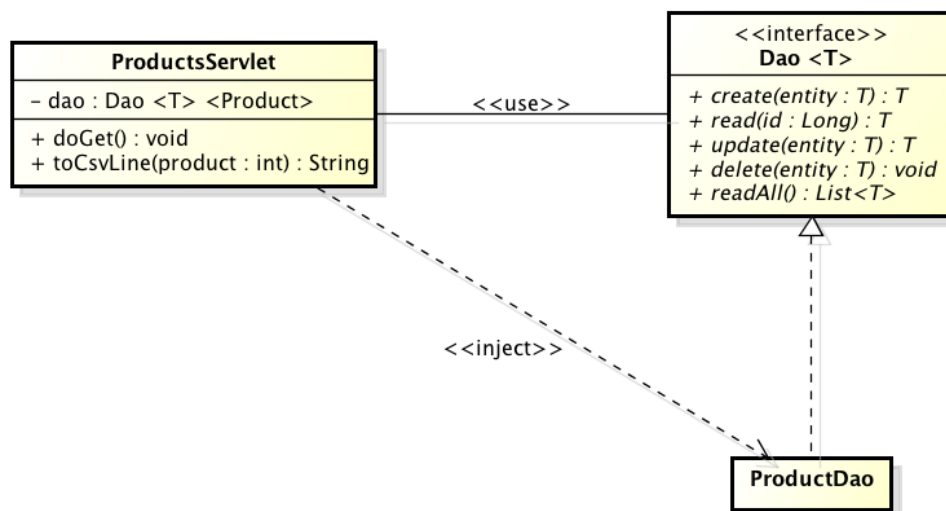 ProductsServlet
– dao : Dao <T> <Product>
+ doGet() : void
+ toCsvLine(product : int) : String
<<use>>
<<interface>>
Dao <T>
+ create(entity : T) : T
+ read(id : Long) : T
+ update(entity : T) : T
+ delete(entity : T) : void
+ readAll() : List<T>
<<inject>>
ProductDao